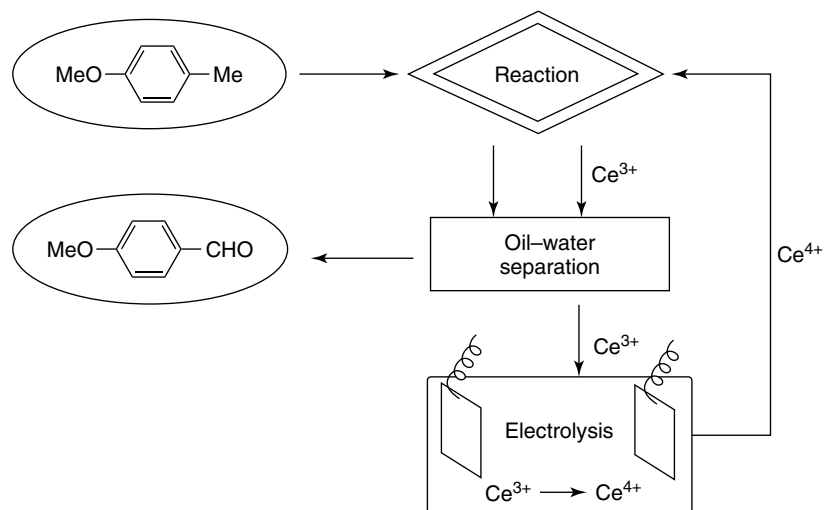 MeO
Me
Reaction
Ce³⁺
MeO
CHO
Oil–water
separation
Ce⁴⁺
Ce³⁺
Electrolysis
Ce³⁺ Ce⁴⁺